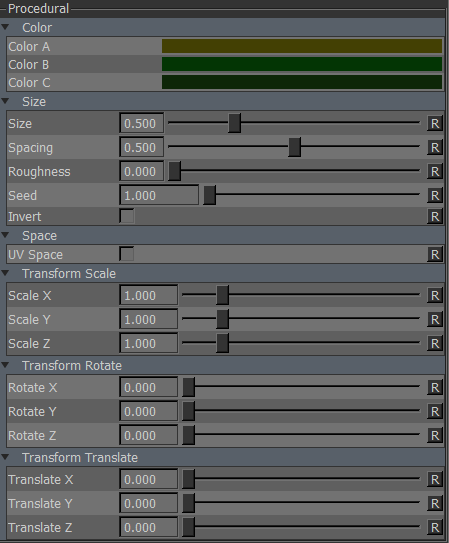 Procedural
Color
Color A
Color B
Color C
Size
Size 0.500 R
Spacing 0.500 R
Roughness 0.000 R
Seed 1.000 R
Invert R
Space
UV Space R
Transform Scale
Scale X 1.000 R
Scale Y 1.000 R
Scale Z 1.000 R
Transform Rotate
Rotate X 0.000 R
Rotate Y 0.000 R
Rotate Z 0.000 R
Transform Translate
Translate X 0.000 R
Translate Y 0.000 R
Translate Z 0.000 R